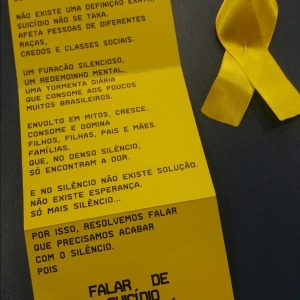 NÃO EXISTE UMA DEFINIÇÃO EXATA,
SUICÍDIO NÃO SE TAXA.
AFETA PESSOAS DE DIFERENTES
RAÇAS,
CREDOS E CLASSES SOCIAIS.
UM FURACÃO SILENCIOSO,
UM REDEMOINHO MENTAL,
UMA TORMENTA DIÁRIA
QUE CONSOME AOS POUCOS
MUITOS BRASILEIROS.
ENVOLTO EM MITOS, CRESCE.
CONSOME E DOMINA
FILHOS, FILHAS, PAIS E MÃES.
FAMÍLIAS.
QUE, NO DENSO SILÊNCIO,
SÓ ENCONTRAM A DOR.
E NO SILÊNCIO NÃO EXISTE SOLUÇÃO.
NÃO EXISTE ESPERANÇA.
SÓ MAIS SILÊNCIO...
POR ISSO, RESOLVEMOS FALAR
QUE PRECISAMOS ACABAR
COM O SILÊNCIO.
POIS
FALAR DE
SUICÍDIO